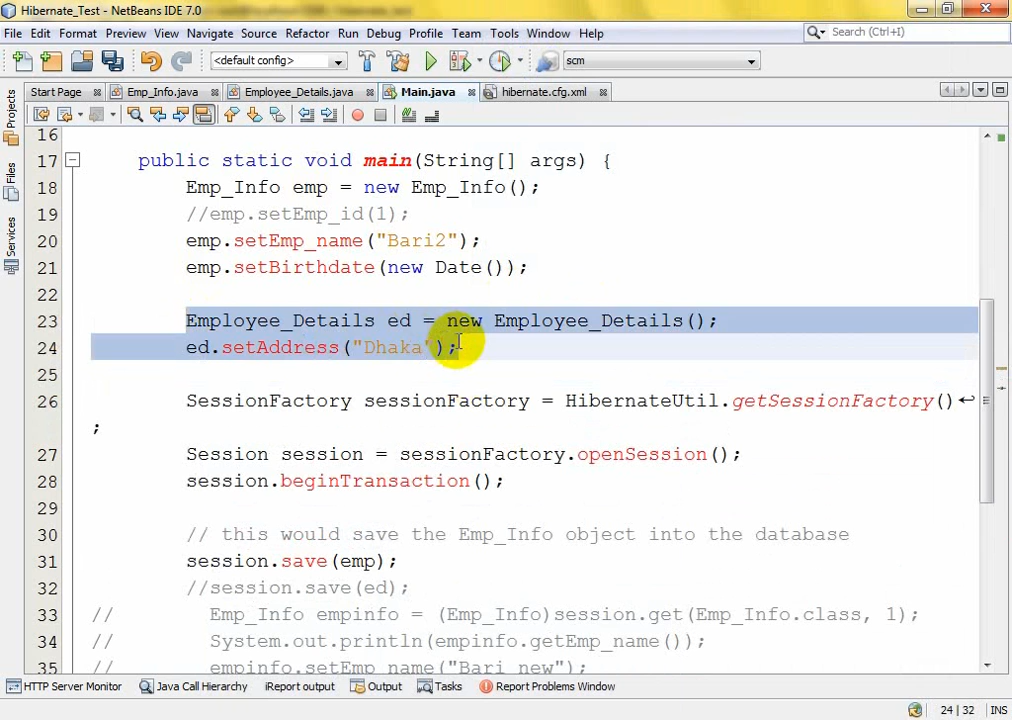 Hibernate_Test - NetBeans IDE 7.0
File Edit Format Preview View Navigate Source Refactor Run Debug Profile Team Tools Window Help
Search (Ctrl+I)
<default config>
scm
Start Page Emp_Info.java Employee_Details.java Main.java hibernate.cfg.xml
Projects
Files
Services
16
17 public static void main(String[] args) {
18 Emp_Info emp = new Emp_Info();
19 //emp.setEmp_id(1);
20 emp.setEmp_name("Bari2");
21 emp.setBirthdate(new Date());
22
23 Employee_Details ed = new Employee_Details();
24 ed.setAddress("Dhaka");
25
26 SessionFactory sessionFactory = HibernateUtil.getSessionFactory()
;
27 Session session = sessionFactory.openSession();
28 session.beginTransaction();
29
30 // this would save the Emp_Info object into the database
31 session.save(emp);
32 //session.save(ed);
33 // Emp_Info empinfo = (Emp_Info)session.get(Emp_Info.class, 1);
34 // System.out.println(empinfo.getEmp_name());
35 // empinfo.setEmp_name("Bari new");
HTTP Server Monitor Java Call Hierarchy iReport output Output Tasks Report Problems Window
24 | 32 INS